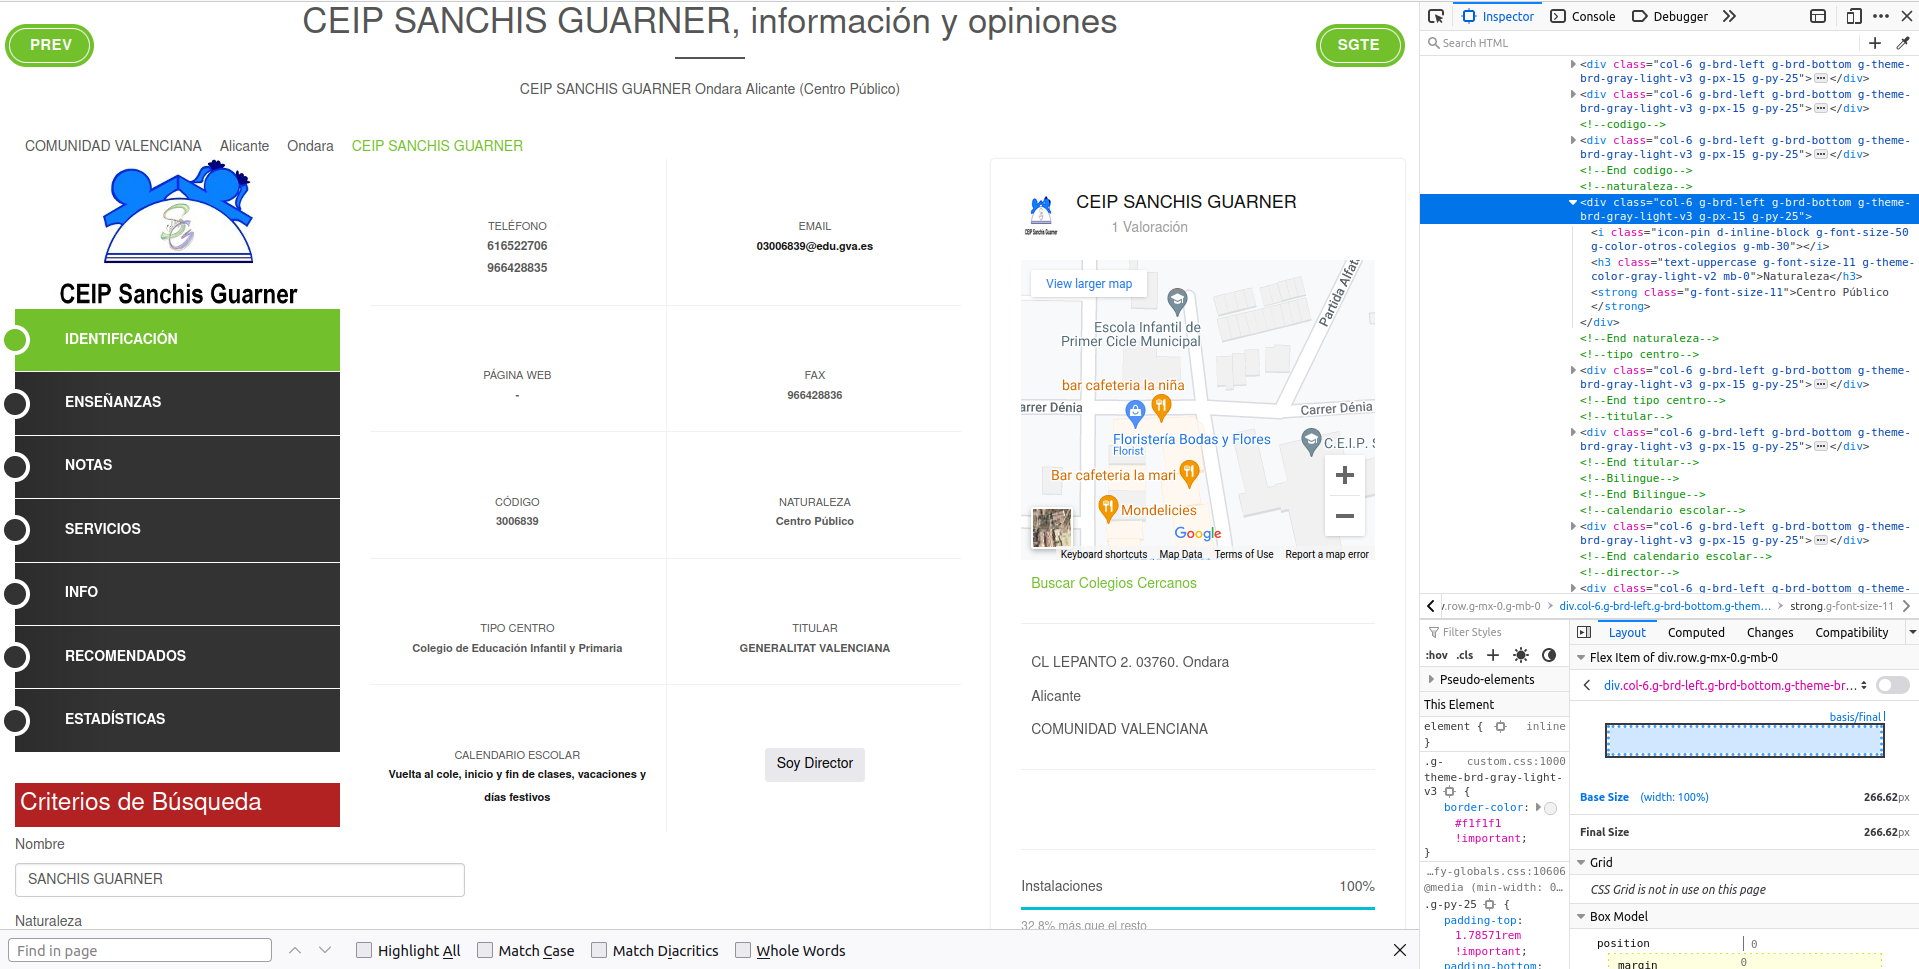 CEIP SANCHIS GUARNER, información y opiniones
PREV
SGTE
CEIP SANCHIS GUARNER Ondara Alicante (Centro Público)
COMUNIDAD VALENCIANA Alicante Ondara CEIP SANCHIS GUARNER
CEIP Sanchis Guarner
IDENTIFICACIÓN
ENSEÑANZAS
NOTAS
SERVICIOS
INFO
RECOMENDADOS
ESTADÍSTICAS
Criterios de Búsqueda
Nombre
SANCHIS GUARNER
Naturaleza
TELÉFONO
616522706
966428835
EMAIL
03006839@edu.gva.es
PÁGINA WEB
-
FAX
966428836
CÓDIGO
3006839
NATURALEZA
Centro Público
TIPO CENTRO
Colegio de Educación Infantil y Primaria
TITULAR
GENERALITAT VALENCIANA
CALENDARIO ESCOLAR
Vuelta al cole, inicio y fin de clases, vacaciones y
días festivos
Soy Director
CEIP Sanchis Guarner
CEIP SANCHIS GUARNER
1 Valoración
View larger map
Partida Alfat
Escola Infantil de
Primer Cicle Municipal
bar cafeteria la niña
arrer Dénia
Carrer Dénia
Floristería Bodas y Flores
Florist
C.E.I.P. S
Bar cafeteria la mari
Mondelicies
Google
Keyboard shortcuts Map Data Terms of Use Report a map error
Buscar Colegios Cercanos
CL LEPANTO 2. 03760. Ondara
Alicante
COMUNIDAD VALENCIANA
Instalaciones 100%
32.8% más que el resto
Find in page
Highlight All Match Case Match Diacritics Whole Words
Inspector Console Debugger
Search HTML
<div class="col-6 g-brd-left g-brd-bottom g-theme-
brd-gray-light-v3 g-px-15 g-py-25"> ••• </div>
<div class="col-6 g-brd-left g-brd-bottom g-theme-
brd-gray-light-v3 g-px-15 g-py-25"> ••• </div>
<!--codigo-->
<div class="col-6 g-brd-left g-brd-bottom g-theme-
brd-gray-light-v3 g-px-15 g-py-25"> ••• </div>
<!--End codigo-->
<!--naturaleza-->
<div class="col-6 g-brd-left g-brd-bottom g-theme-
brd-gray-light-v3 g-px-15 g-py-25">
<i class="icon-pin d-inline-block g-font-size-50
g-color-otros-colegios g-mb-30"></i>
<h3 class="text-uppercase g-font-size-11 g-theme-
color-gray-light-v2 mb-0">Naturaleza</h3>
<strong class="g-font-size-11">Centro Público
</strong>
</div>
<!--End naturaleza-->
<!--tipo centro-->
<div class="col-6 g-brd-left g-brd-bottom g-theme-
brd-gray-light-v3 g-px-15 g-py-25"> ••• </div>
<!--End tipo centro-->
<!--titular-->
<div class="col-6 g-brd-left g-brd-bottom g-theme-
brd-gray-light-v3 g-px-15 g-py-25"> ••• </div>
<!--End titular-->
<!--Bilingue-->
<!--End Bilingue-->
<!--calendario escolar-->
<div class="col-6 g-brd-left g-brd-bottom g-theme-
brd-gray-light-v3 g-px-15 g-py-25"> ••• </div>
<!--End calendario escolar-->
<!--director-->
<div class="col-6 g-brd-left g-brd-bottom g-theme-
v.row.g-mx-0.g-mb-0 > div.col-6.g-brd-left.g-brd-bottom.g-them… > strong.g-font-size-11
Filter Styles
:hov .cls +
Pseudo-elements
This Element
element { inline
}
.g- custom.css:1000
theme-brd-gray-light-
v3 {
border-color:
#f1f1f1
!important;
}
…fy-globals.css:10606
@media (min-width: 0…
.g-py-25 {
padding-top:
1.78571rem
!important;
padding-bottom:
Layout Computed Changes Compatibility
Flex Item of div.row.g-mx-0.g-mb-0
div.col-6.g-brd-left.g-brd-bottom.g-theme-br…
basis/final
Base Size (width: 100%) 266.62px
Final Size 266.62px
Grid
CSS Grid is not in use on this page
Box Model
position 0
margin 0